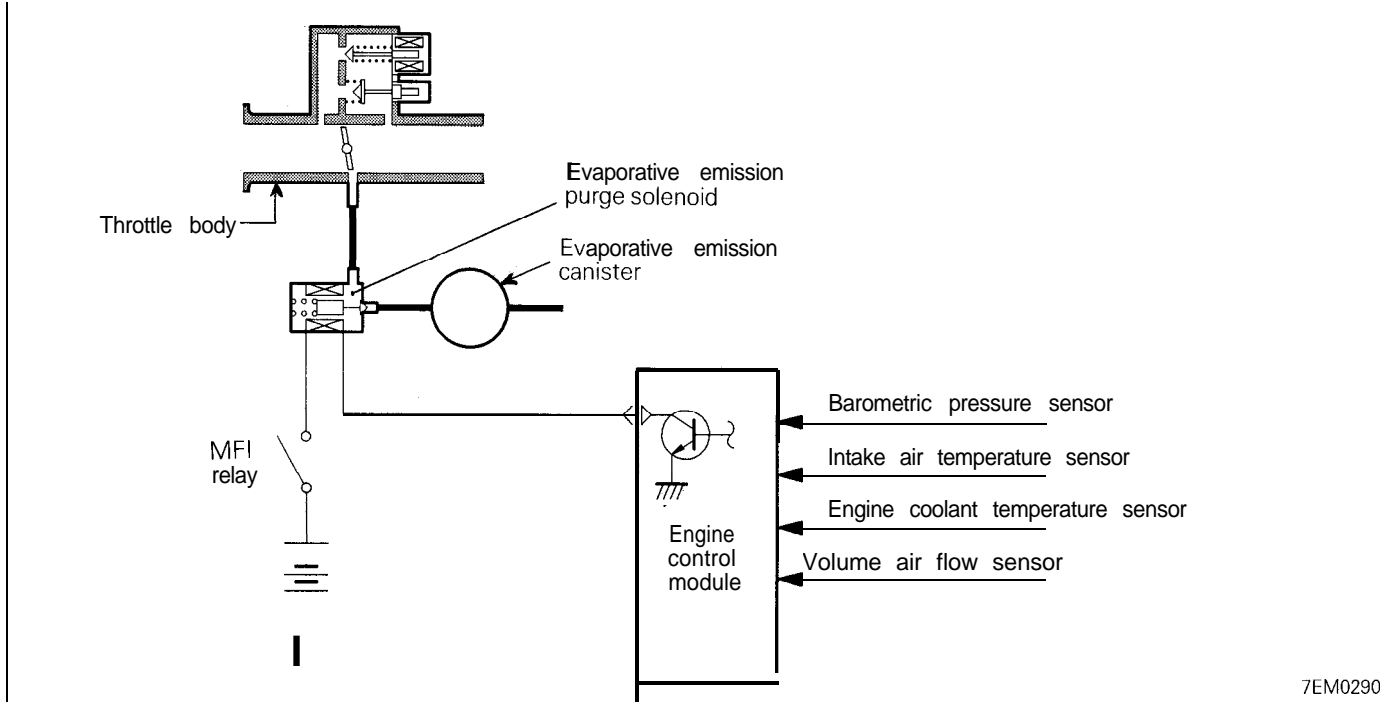 Evaporative emission
purge solenoid
Throttle body
Evaporative emission
canister
MFI
relay
Barometric pressure sensor
Intake air temperature sensor
Engine coolant temperature sensor
Volume air flow sensor
Engine
control
module
7EM0290